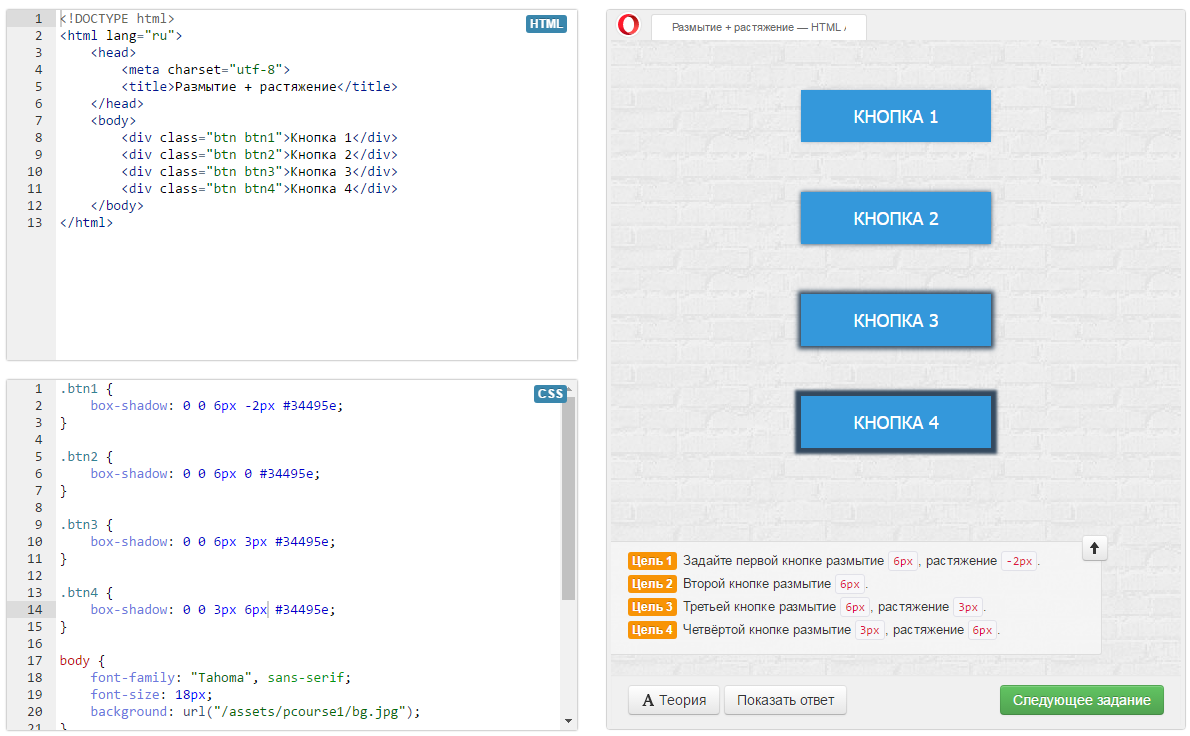 HTML
1 <!DOCTYPE html>
2 <html lang="ru">
3     <head>
4         <meta charset="utf-8">
5         <title>Размытие + растяжение</title>
6     </head>
7     <body>
8         <div class="btn btn1">Кнопка 1</div>
9         <div class="btn btn2">Кнопка 2</div>
10         <div class="btn btn3">Кнопка 3</div>
11         <div class="btn btn4">Кнопка 4</div>
12     </body>
13 </html>
CSS
1 .btn1 {
2     box-shadow: 0 0 6px -2px #34495e;
3 }
4
5 .btn2 {
6     box-shadow: 0 0 6px 0 #34495e;
7 }
8
9 .btn3 {
10     box-shadow: 0 0 6px 3px #34495e;
11 }
12
13 .btn4 {
14     box-shadow: 0 0 3px 6px #34495e;
15 }
16
17 body {
18     font-family: "Tahoma", sans-serif;
19     font-size: 18px;
20     background: url("/assets/pcourse1/bg.jpg");
21 }
Размытие + растяжение — HTML
КНОПКА 1
КНОПКА 2
КНОПКА 3
КНОПКА 4
Цель 1 Задайте первой кнопке размытие 6px, растяжение -2px.
Цель 2 Второй кнопке размытие 6px.
Цель 3 Третьей кнопке размытие 6px, растяжение 3px.
Цель 4 Четвёртой кнопке размытие 3px, растяжение 6px.
A Теория
Показать ответ
Следующее задание